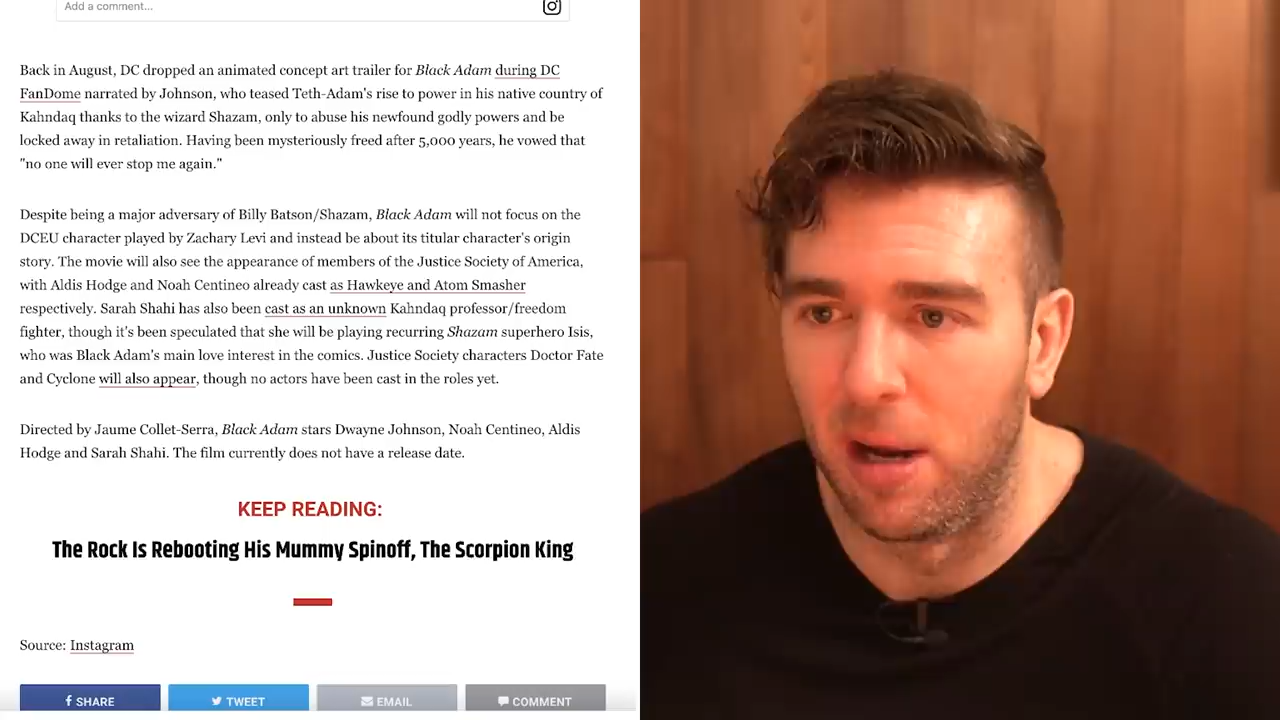 Add a comment...
Back in August, DC dropped an animated concept art trailer for Black Adam during DC
FanDome narrated by Johnson, who teased Teth-Adam's rise to power in his native country of
Kahndaq thanks to the wizard Shazam, only to abuse his newfound godly powers and be
locked away in retaliation. Having been mysteriously freed after 5,000 years, he vowed that
"no one will ever stop me again."
Despite being a major adversary of Billy Batson/Shazam, Black Adam will not focus on the
DCEU character played by Zachary Levi and instead be about its titular character's origin
story. The movie will also see the appearance of members of the Justice Society of America,
with Aldis Hodge and Noah Centineo already cast as Hawkeye and Atom Smasher
respectively. Sarah Shahi has also been cast as an unknown Kahndaq professor/freedom
fighter, though it's been speculated that she will be playing recurring Shazam superhero Isis,
who was Black Adam's main love interest in the comics. Justice Society characters Doctor Fate
and Cyclone will also appear, though no actors have been cast in the roles yet.
Directed by Jaume Collet-Serra, Black Adam stars Dwayne Johnson, Noah Centineo, Aldis
Hodge and Sarah Shahi. The film currently does not have a release date.
KEEP READING:
The Rock Is Rebooting His Mummy Spinoff, The Scorpion King
Source: Instagram
SHARE
TWEET
EMAIL
COMMENT